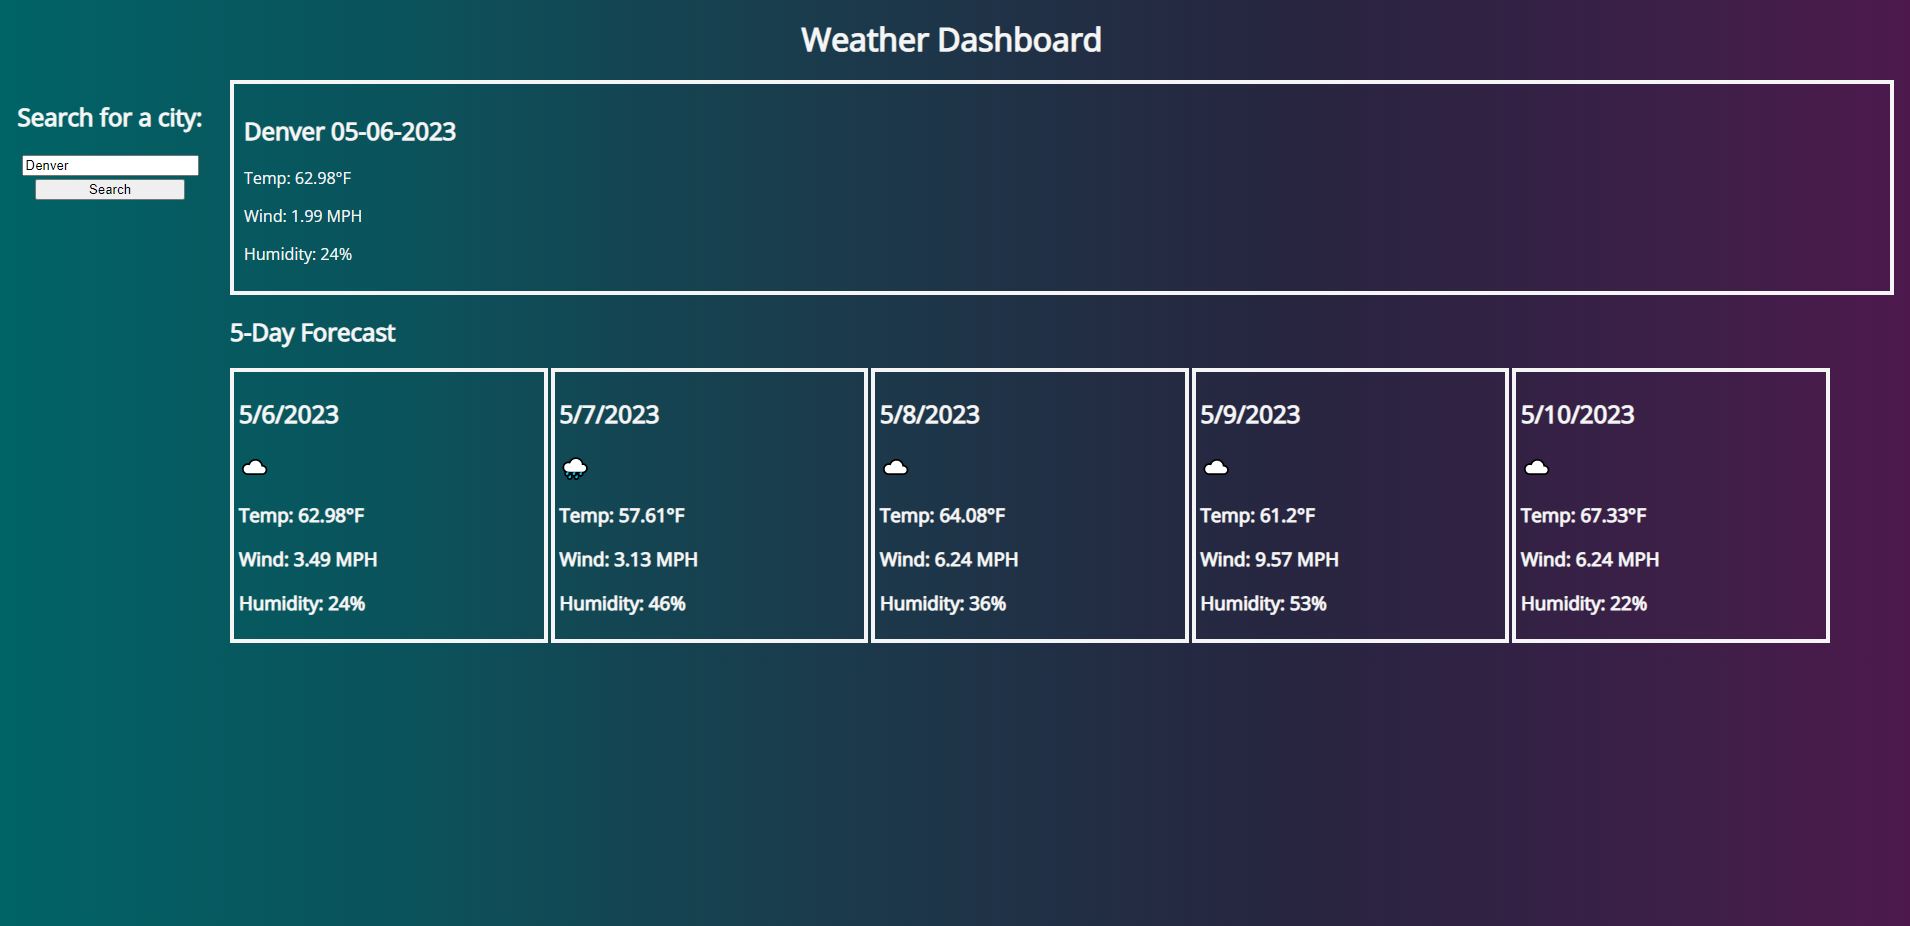 Weather Dashboard
Search for a city:
Denver
Search
Denver 05-06-2023
Temp: 62.98°F
Wind: 1.99 MPH
Humidity: 24%
5-Day Forecast
5/6/2023
Temp: 62.98°F
Wind: 3.49 MPH
Humidity: 24%
5/7/2023
Temp: 57.61°F
Wind: 3.13 MPH
Humidity: 46%
5/8/2023
Temp: 64.08°F
Wind: 6.24 MPH
Humidity: 36%
5/9/2023
Temp: 61.2°F
Wind: 9.57 MPH
Humidity: 53%
5/10/2023
Temp: 67.33°F
Wind: 6.24 MPH
Humidity: 22%